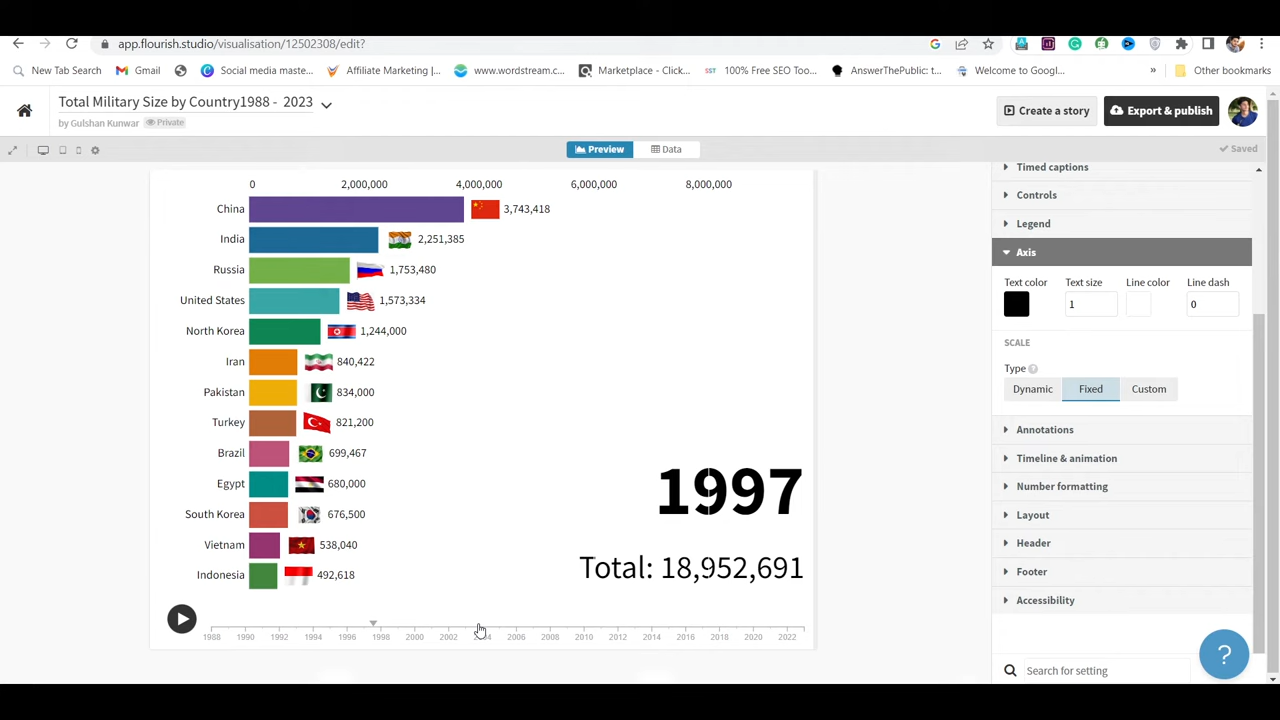 app.flourish.studio/visualisation/12502308/edit?
New Tab Search
Gmail
Social media maste...
Affiliate Marketing |...
www.wordstream.c...
Marketplace - Click...
SST 100% Free SEO Too...
AnswerThePublic: t...
Welcome to Googl...
»
Other bookmarks
Total Military Size by Country1988 - 2023
by Gulshan Kunwar
Private
Create a story
Export & publish
Preview
Data
Saved
0 2,000,000 4,000,000 6,000,000 8,000,000
China 3,743,418
India 2,251,385
Russia 1,753,480
United States 1,573,334
North Korea 1,244,000
Iran 840,422
Pakistan 834,000
Turkey 821,200
Brazil 699,467
Egypt 680,000
South Korea 676,500
Vietnam 538,040
Indonesia 492,618
1997
Total: 18,952,691
1988 1990 1992 1994 1996 1998 2000 2002 2006 2008 2010 2012 2014 2016 2018 2020 2022
Timed captions
Controls
Legend
Axis
Text color Text size Line color Line dash
1 0
SCALE
Type
Dynamic Fixed Custom
Annotations
Timeline & animation
Number formatting
Layout
Header
Footer
Accessibility
Search for setting
?